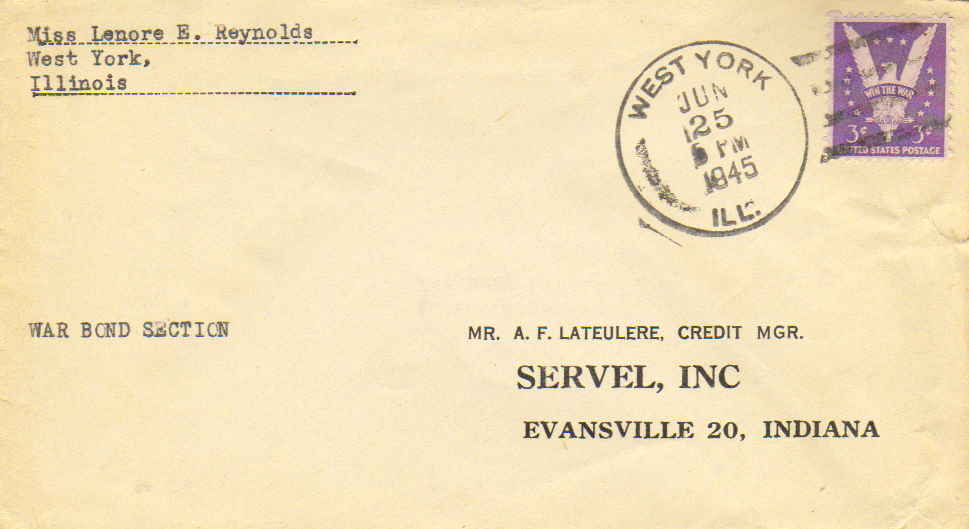 Miss Lenore E. Reynolds
West York,
Illinois
WEST YORK
JUN
25
PM
1945
ILL.
WIN THE WAR
3¢ 3¢
UNITED STATES POSTAGE
WAR BOND SECTION
MR. A. F. LATEULERE, CREDIT MGR.
SERVEL, INC
EVANSVILLE 20, INDIANA